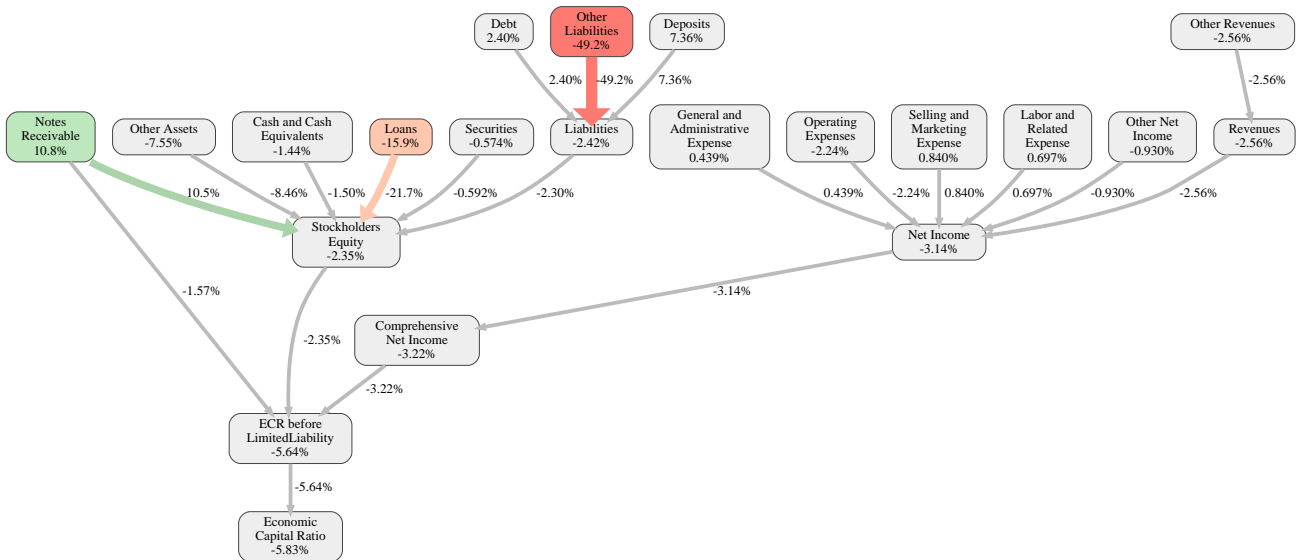 Debt
2.40%
Other
Liabilities
-49.2%
Deposits
7.36%
Other Revenues
-2.56%
2.40%
-49.2%
7.36%
-2.56%
Notes
Receivable
10.8%
Other Assets
-7.55%
Cash and Cash
Equivalents
-1.44%
Loans
-15.9%
Securities
-0.574%
Liabilities
-2.42%
General and
Administrative
Expense
0.439%
Operating
Expenses
-2.24%
Selling and
Marketing
Expense
0.840%
Labor and
Related
Expense
0.697%
Other Net
Income
-0.930%
Revenues
-2.56%
10.5%
-8.46%
-1.50%
-21.7%
-0.592%
-2.30%
0.439%
-2.24%
0.840%
0.697%
-0.930%
-2.56%
Stockholders
Equity
-2.35%
Net Income
-3.14%
-1.57%
-3.14%
-2.35%
Comprehensive
Net Income
-3.22%
-3.22%
ECR before
LimitedLiability
-5.64%
-5.64%
Economic
Capital Ratio
-5.83%